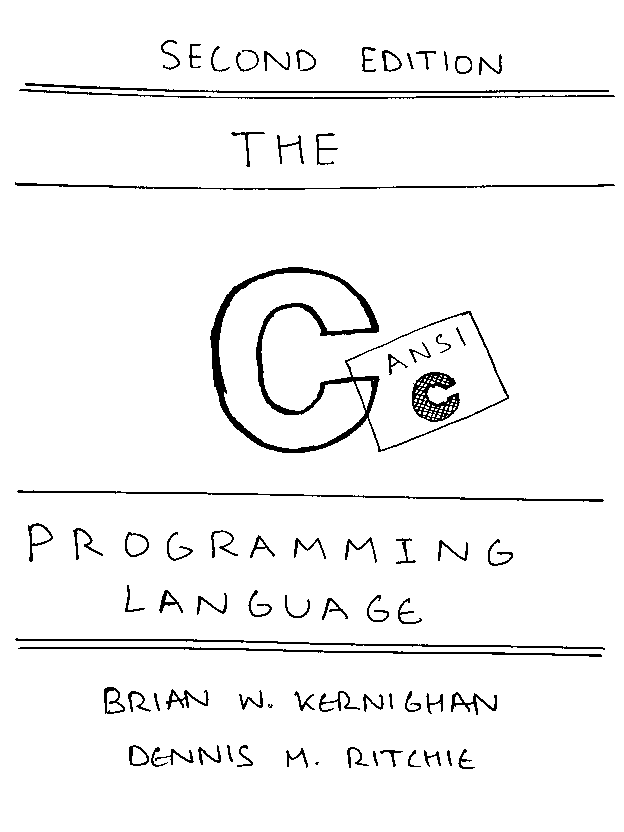 SECOND EDITION
THE
C
ANSI
C
PROGRAMMING
LANGUAGE
BRIAN W. KERNIGHAN
DENNIS M. RITCHIE